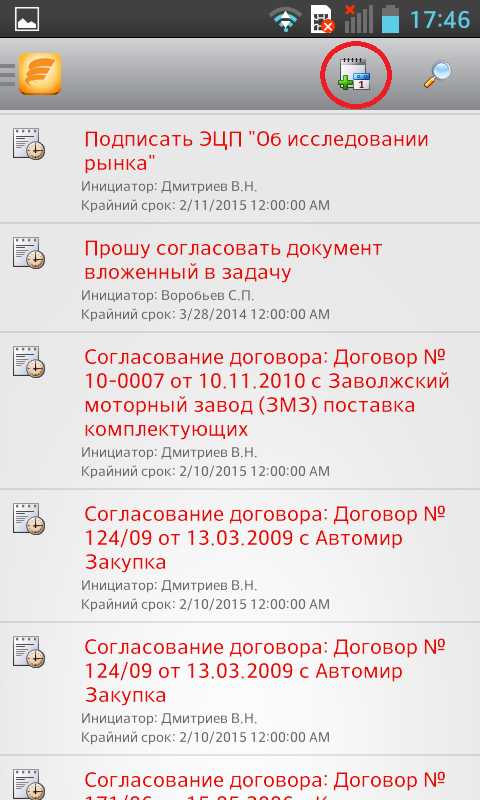 17:46
1
Подписать ЭЦП "Об исследовании
рынка"
Инициатор: Дмитриев В.Н.
Крайний срок: 2/11/2015 12:00:00 AM
Прошу согласовать документ
вложенный в задачу
Инициатор: Воробьев С.П.
Крайний срок: 3/28/2014 12:00:00 AM
Согласование договора: Договор №
10-0007 от 10.11.2010 с Заволжский
моторный завод (ЗМЗ) поставка
комплектующих
Инициатор: Дмитриев В.Н.
Крайний срок: 2/10/2015 12:00:00 AM
Согласование договора: Договор №
124/09 от 13.03.2009 с Автомир
Закупка
Инициатор: Дмитриев В.Н.
Крайний срок: 2/10/2015 12:00:00 AM
Согласование договора: Договор №
124/09 от 13.03.2009 с Автомир
Закупка
Инициатор: Дмитриев В.Н.
Крайний срок: 2/10/2015 12:00:00 AM
Согласование договора: Договор №